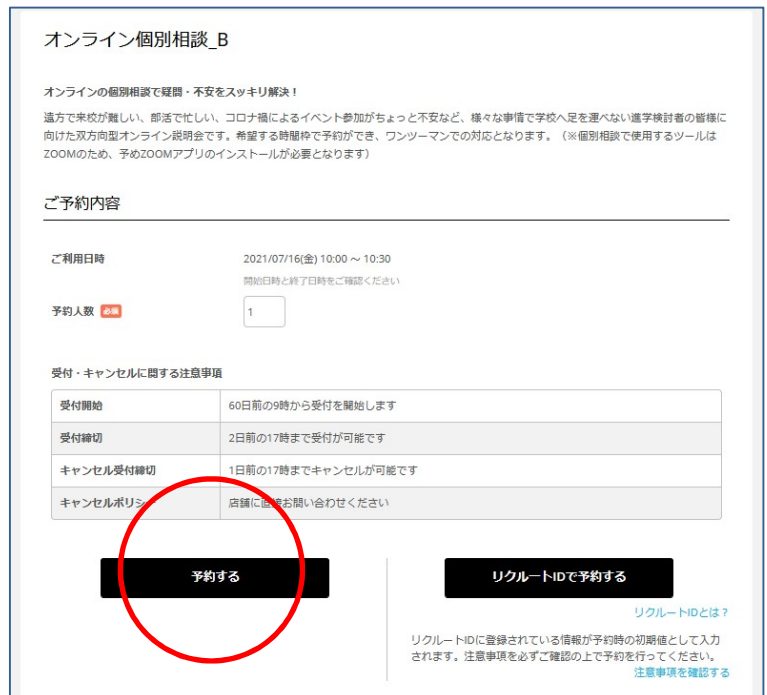 オンライン個別相談_B
オンラインの個別相談で疑問・不安をスッキリ解決！
遠方で来校が難しい、部活で忙しい、コロナ禍によるイベント参加がちょっと不安など、様々な事情で学校へ足を運べない進学検討者の皆様に
向けた双方向型オンライン説明会です。希望する時間枠で予約ができ、ワンツーマンでの対応となります。（※個別相談で使用するツールは
ZOOMのため、予めZOOMアプリのインストールが必要となります）
ご予約内容
ご利用日時 2021/07/16(金) 10:00 ～ 10:30
開始日時と終了日時をご確認ください
予約人数 必須 1
受付・キャンセルに関する注意事項
受付開始 60日前の9時から受付を開始します
受付締切 2日前の17時まで受付が可能です
キャンセル受付締切 1日前の17時までキャンセルが可能です
キャンセルポリシー 店舗に直接お問い合わせください
予約する リクルートIDで予約する
リクルートIDとは？
リクルートIDに登録されている情報が予約時の初期値として入力
されます。注意事項を必ずご確認の上で予約を行ってください。
注意事項を確認する